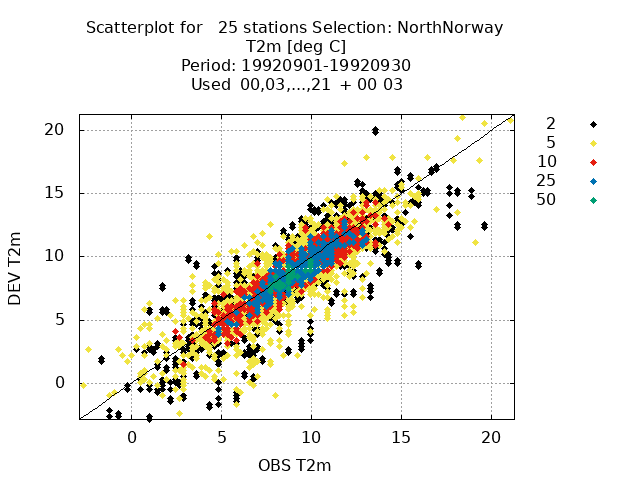 Scatterplot for   25 stations Selection: NorthNorway
T2m [deg C]
Period: 19920901-19920930
Used  00,03,...,21  + 00 03
2
5
10
25
50
20
15
10
5
0
DEV T2m
0
5
10
15
20
OBS T2m